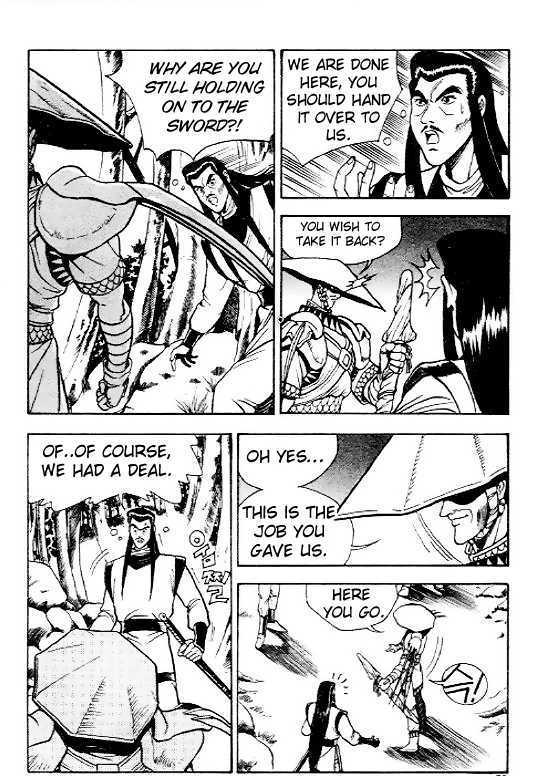 WHY ARE YOU
STILL HOLDING
ON TO THE
SWORD?!
WE ARE DONE
HERE, YOU
SHOULD HAND
IT OVER TO
US.
YOU WISH TO
TAKE IT BACK?
OF..OF COURSE,
WE HAD A DEAL.
OH YES...
THIS IS THE
JOB YOU
GAVE US.
HERE
YOU GO.